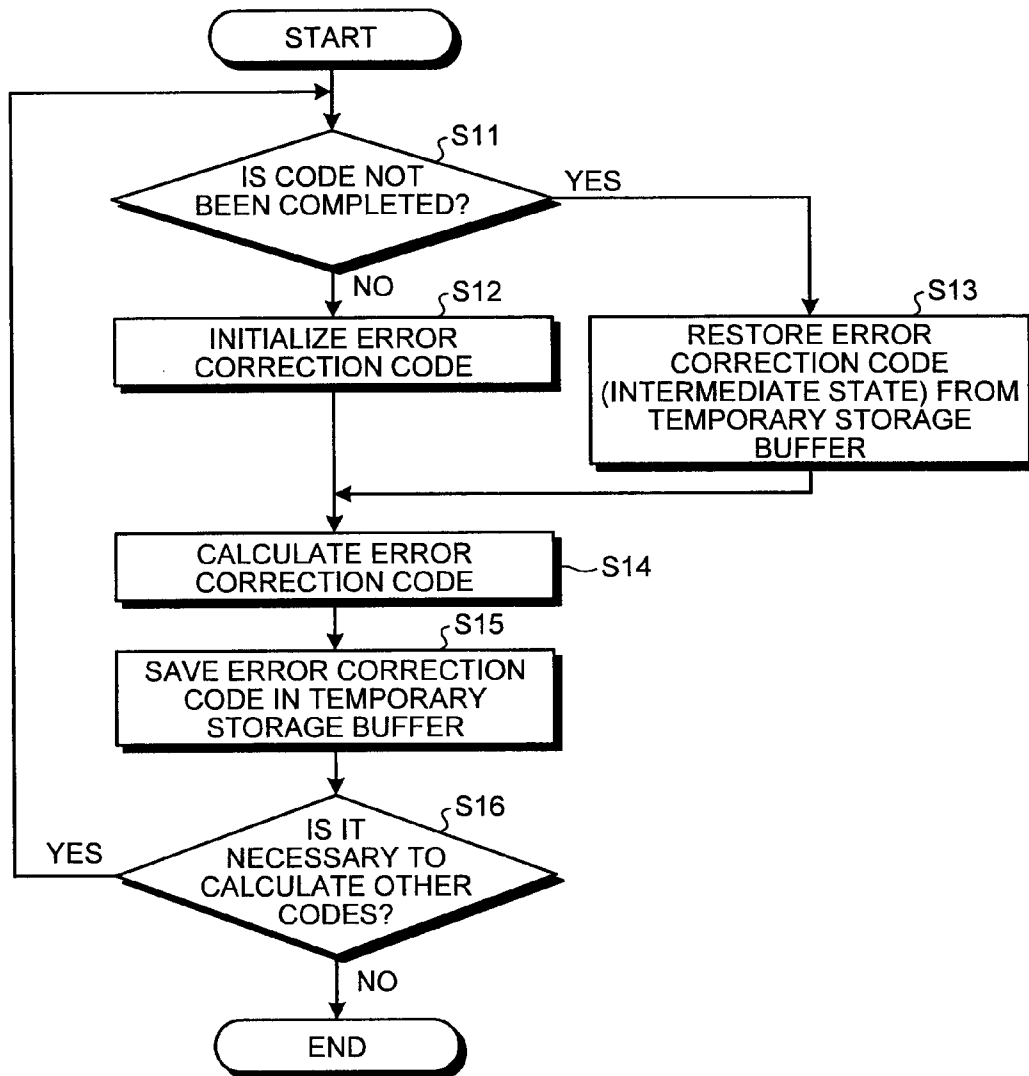 START
S11
IS CODE NOT
BEEN COMPLETED?
YES
NO
S12
INITIALIZE ERROR
CORRECTION CODE
S13
RESTORE ERROR
CORRECTION CODE
(INTERMEDIATE STATE) FROM
TEMPORARY STORAGE
BUFFER
CALCULATE ERROR
CORRECTION CODE
S14
S15
SAVE ERROR CORRECTION
CODE IN TEMPORARY
STORAGE BUFFER
S16
IS IT
NECESSARY TO
CALCULATE OTHER
CODES?
YES
NO
END